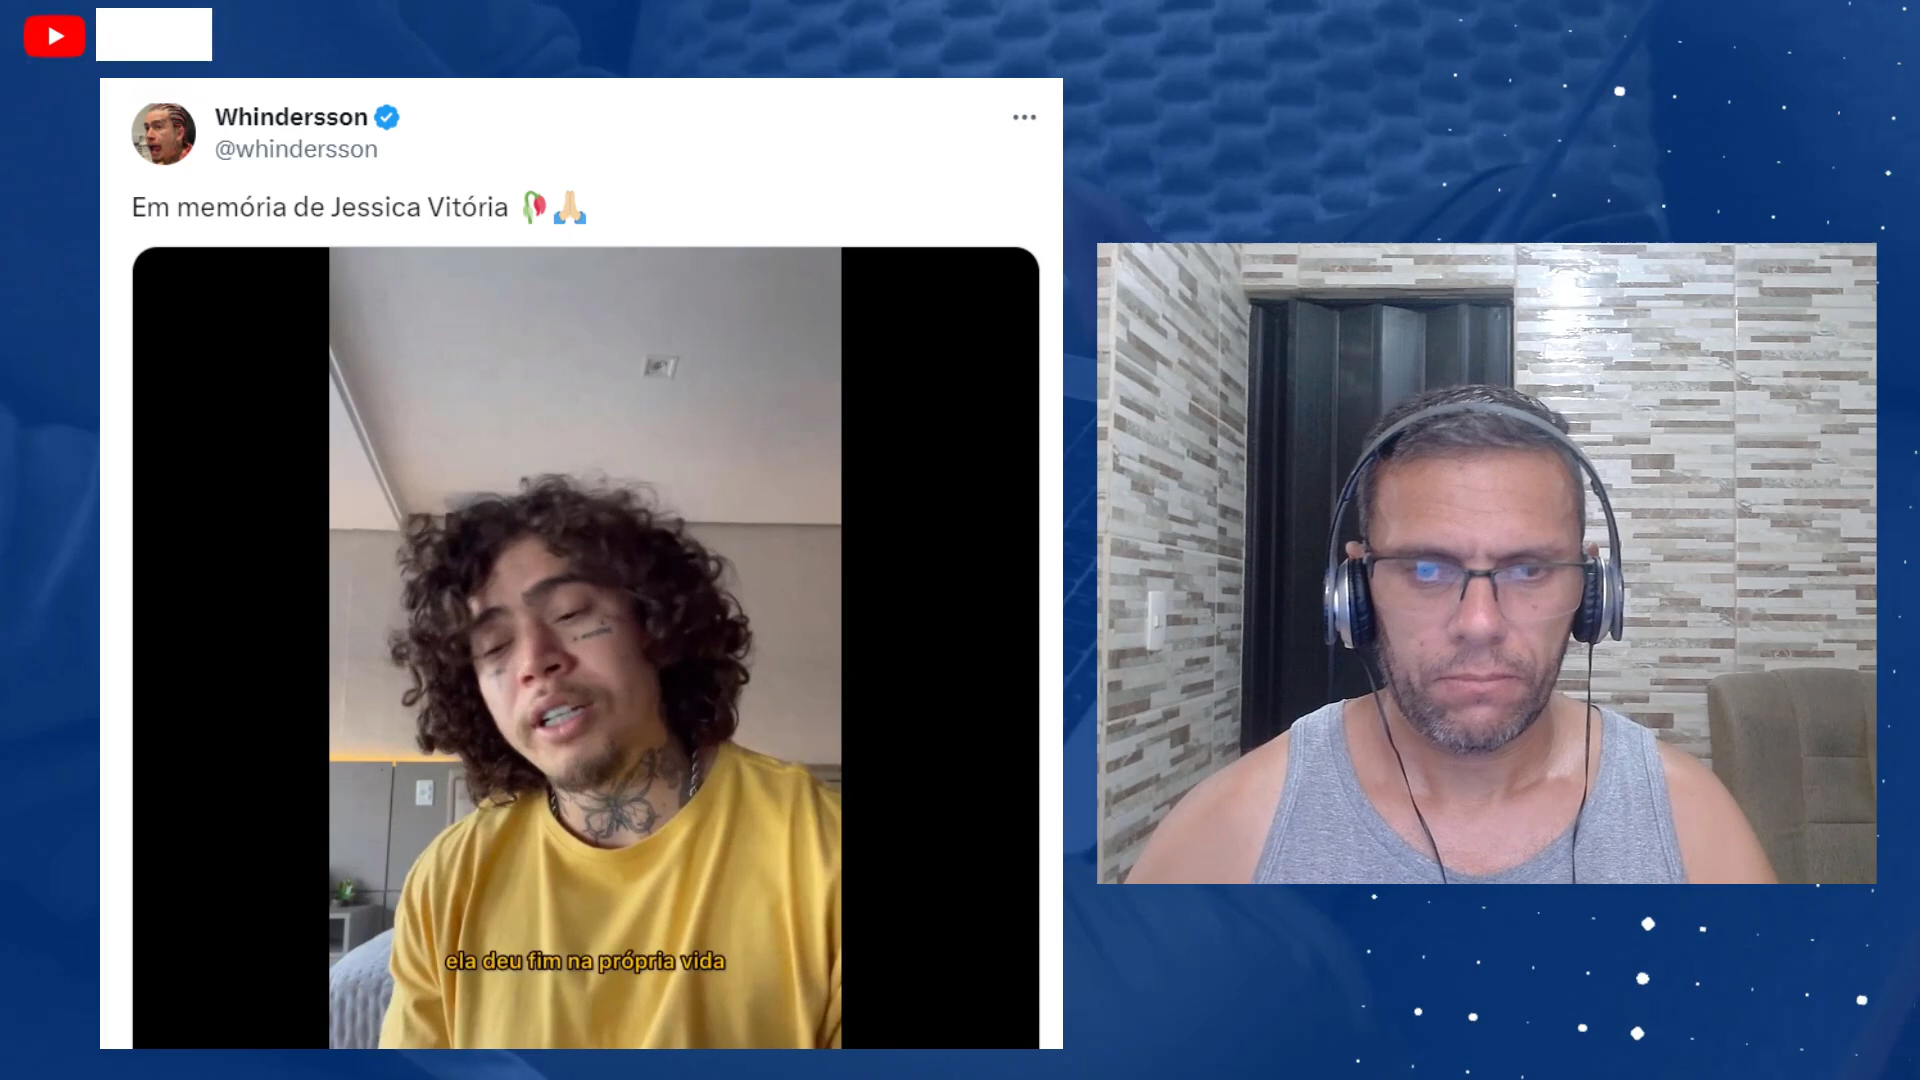 Whindersson
@whindersson
Em memória de Jessica Vitória 🥀🙏🏼
ela deu fim na própria vida